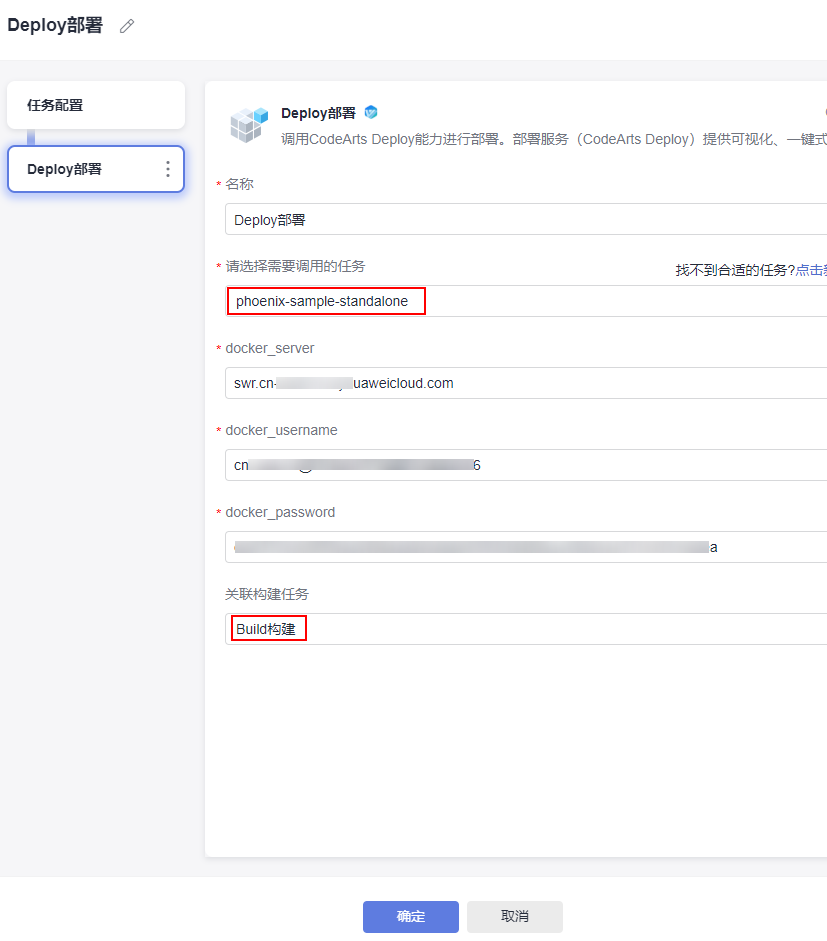 Deploy部署
任务配置
Deploy部署
Deploy部署
调用CodeArts Deploy能力进行部署。部署服务（CodeArts Deploy）提供可视化、一键式
* 名称
Deploy部署
* 请选择需要调用的任务
找不到合适的任务?点击
phoenix-sample-standalone
* docker_server
swr.cn- uaweicloud.com
* docker_username
cn 6
* docker_password
a
关联构建任务
Build构建
确定
取消